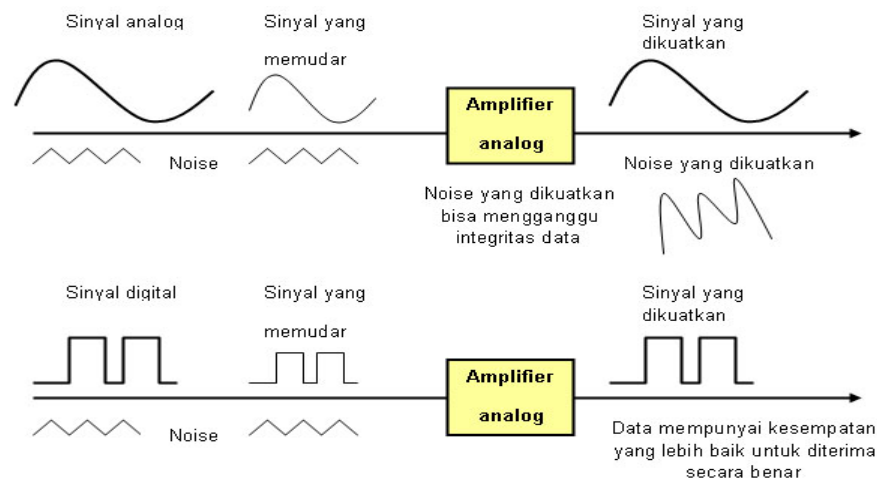 Sinyal analog
Sinyal yang
memudar
Sinyal yang
dikuatkan
Amplifier
analog
Noise
Noise yang dikuatkan
Noise yang dikuatkan
bisa mengganggu
integritas data
Sinyal digital
Sinyal yang
memudar
Sinyal yang
dikuatkan
Amplifier
analog
Noise
Data mempunyai kesempatan
yang lebih baik untuk diterima
secara benar